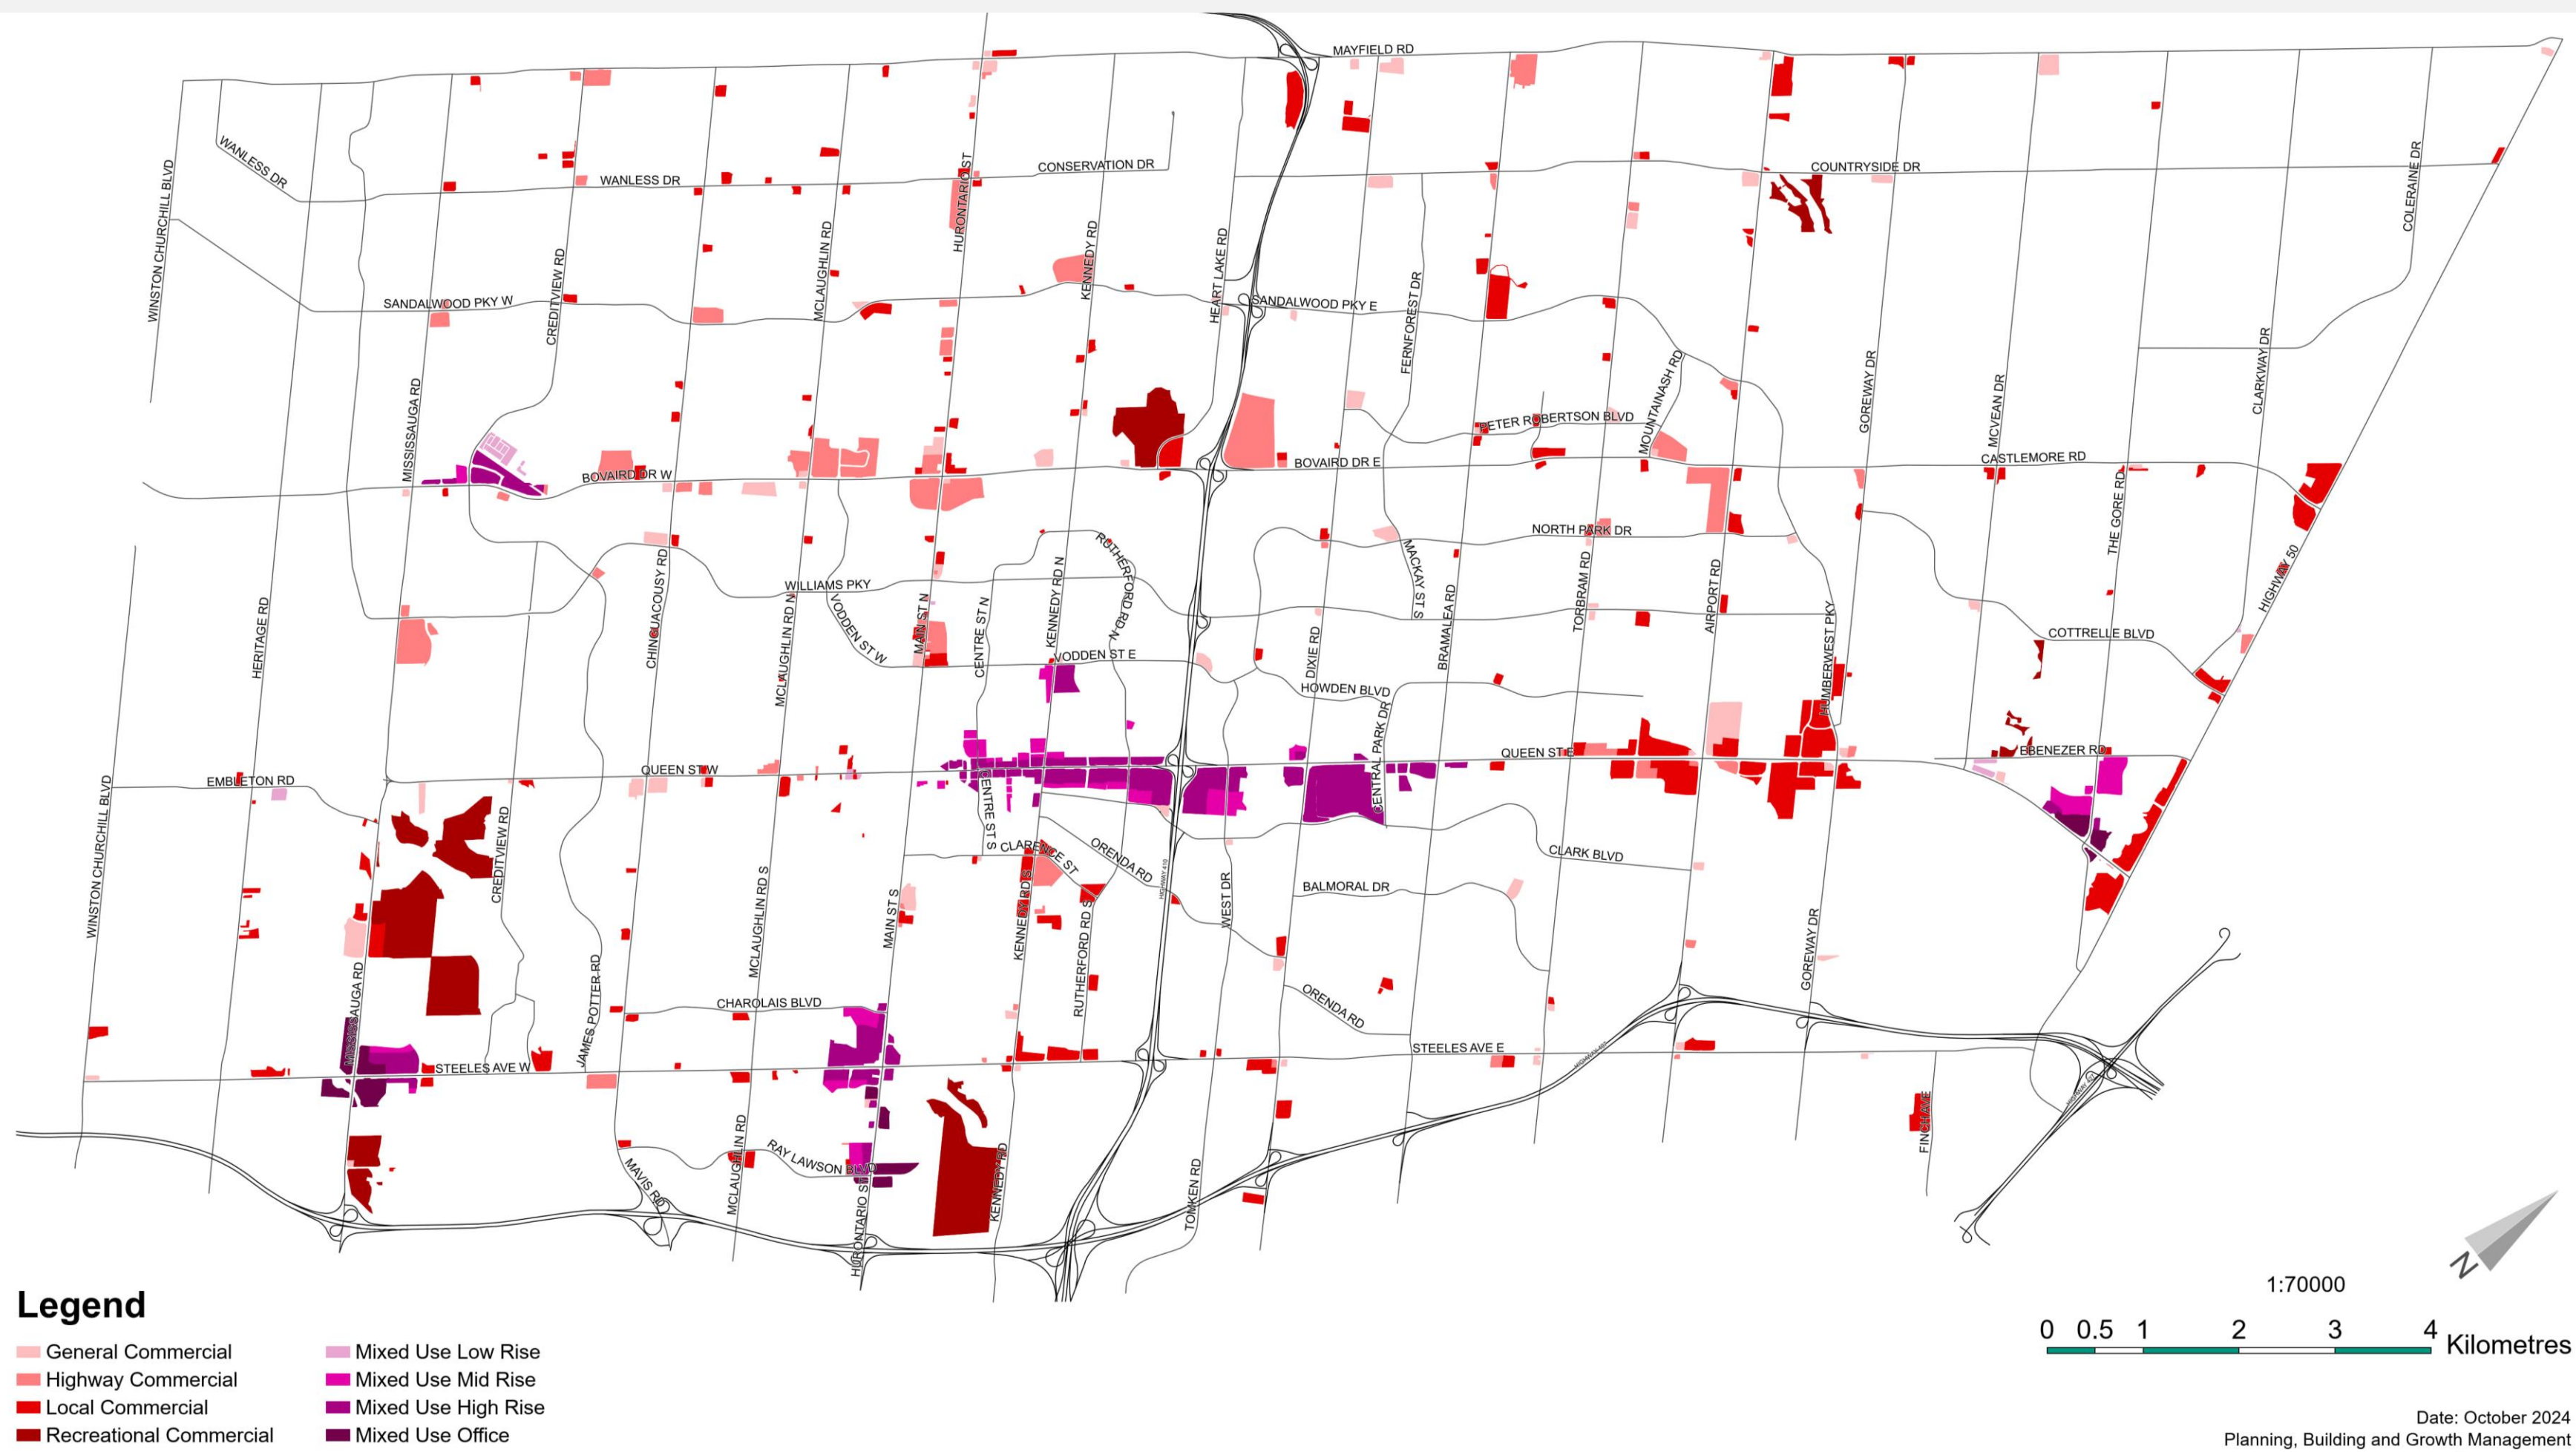 MAYFIELD RD
WANLESS DR
WINSTON CHURCHILL BLVD
WANLESS DR
CONSERVATION DR
HURONTARIO ST
COUNTRYSIDE DR
COLERAINE DR
MCLAUGHLIN RD
CREDITVIEW RD
KENNEDY RD
HEART LAKE RD
SANDALWOOD PKY W
SANDALWOOD PKY E
FERNFOREST DR
MISSISSAUGA RD
MOUNTAINASH RD
GOREWAY DR
MCVEAN DR
CLARKWAY DR
PETER ROBERTSON BLVD
BOVAIRD DR W
BOVAIRD DR E
CASTLEMORE RD
THE GORE RD
NORTH PARK DR
RUTHERFORD RD N
MACKAY ST S
HIGHWAY 50
HERITAGE RD
CHINGUACOUSY RD
WILLIAMS PKY
MCLAUGHLIN RD N
VODDEN ST W
MAIN ST N
CENTRE ST N
KENNEDY RD N
VODDEN ST E
DIXIE RD
BRAMALEA RD
TORBRAM RD
AIRPORT RD
HUMBERWEST PKY
COTTRELLE BLVD
HOWDEN BLVD
CENTRAL PARK DR
QUEEN ST E
EBENEZER RD
EMBLETON RD
QUEEN ST W
CENTRE ST S
WINSTON CHURCHILL BLVD
CREDITVIEW RD
CLARENCE ST
ORENDA RD
HIGHWAY 410
CLARK BLVD
BALMORAL DR
MCLAUGHLIN RD S
MAIN ST S
KENNEDY RD S
RUTHERFORD RD S
WEST DR
GOREWAY DR
MISSISSAUGA RD
JAMES POTTER RD
CHAROLAIS BLVD
ORENDA RD
STEELES AVE W
STEELES AVE E
HIGHWAY 407
FINCH AVE
MAVIS RD
MCLAUGHLIN RD
RAY LAWSON BLVD
HURONTARIO ST
KENNEDY RD
TOMKEN RD
N
1:70000
0 0.5 1 2 3 4 Kilometres
Legend
General Commercial
Highway Commercial
Local Commercial
Recreational Commercial
Mixed Use Low Rise
Mixed Use Mid Rise
Mixed Use High Rise
Mixed Use Office
Date: October 2024
Planning, Building and Growth Management